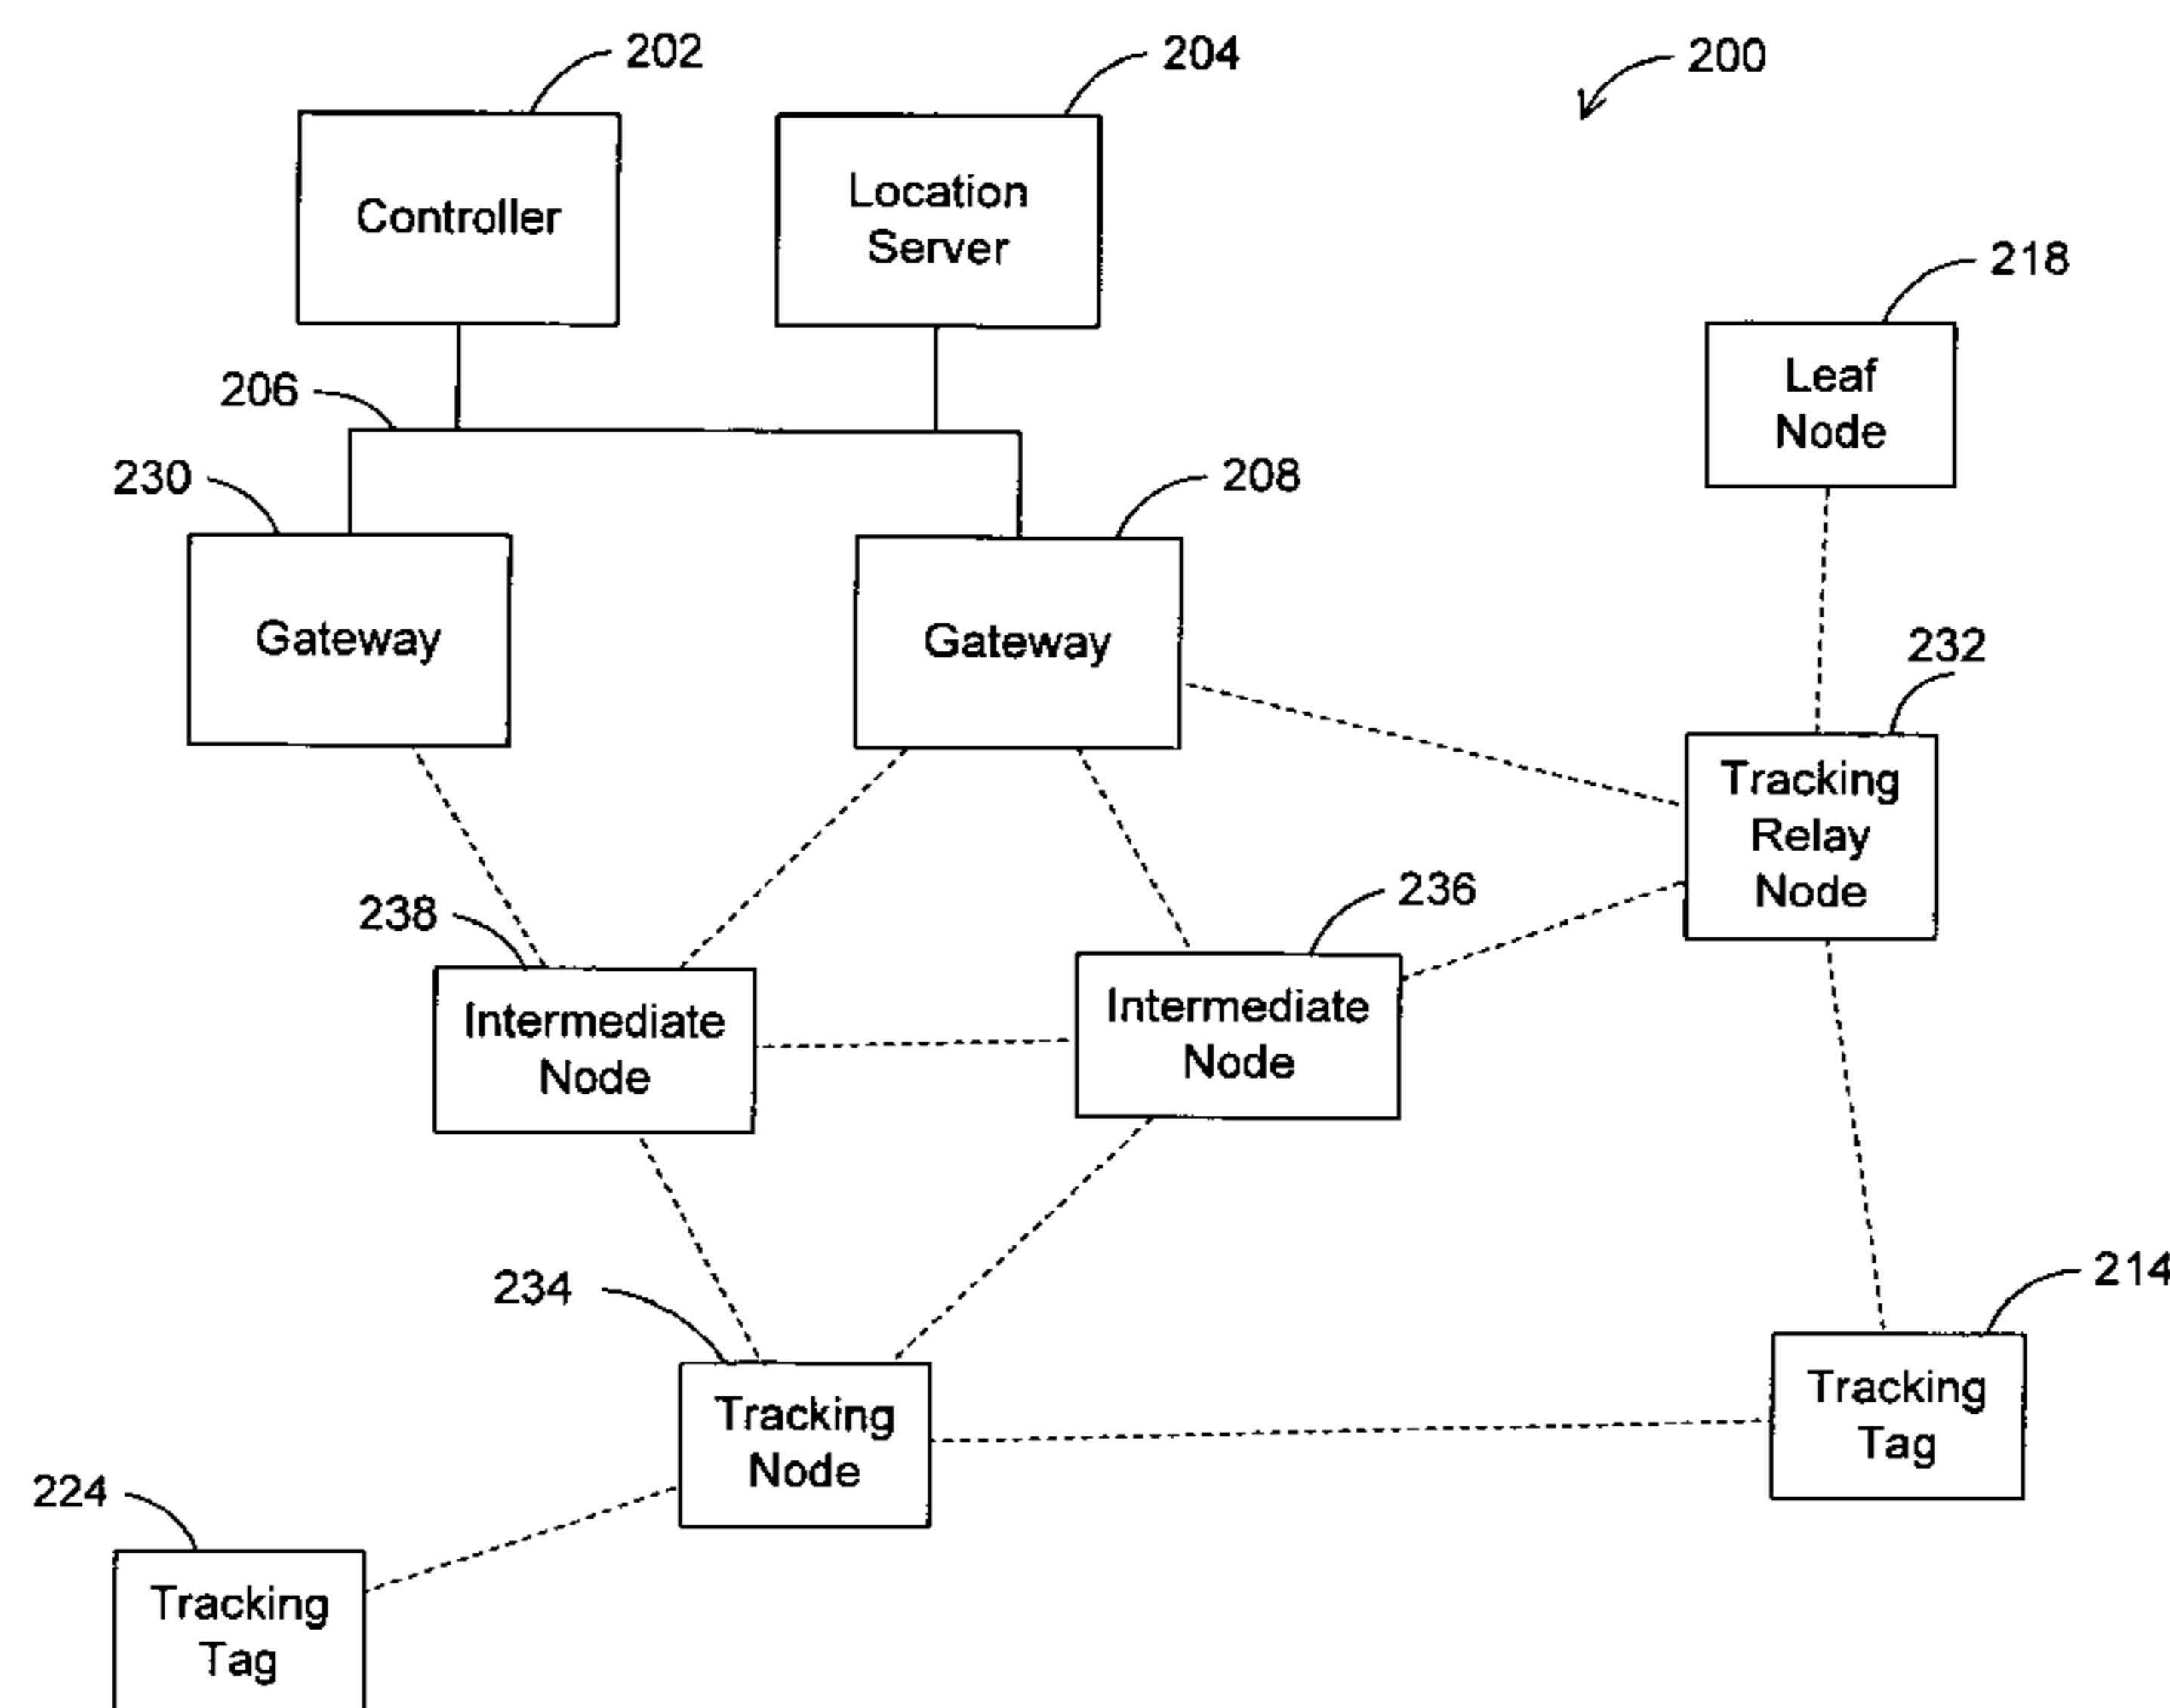 202
204
200
Controller
Location
Server
218
Leaf
Node
206
230
208
Gateway
Gateway
232
Tracking
Relay
Node
238
236
Intermediate
Node
Intermediate
Node
234
214
Tracking
Node
Tracking
Tag
224
Tracking
Tag